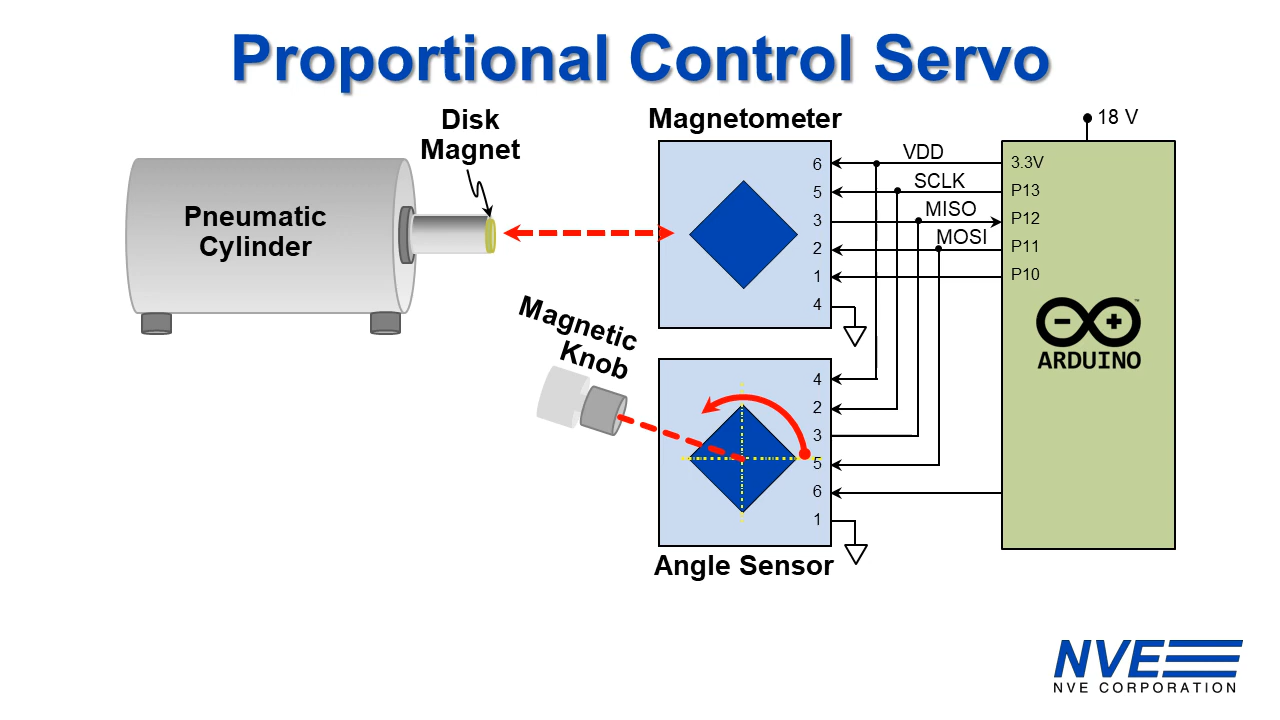 Proportional Control Servo
Disk
Magnet
Magnetometer
18 V
Pneumatic
Cylinder
6
5
3
2
1
4
VDD
SCLK
MISO
MOSI
3.3V
P13
P12
P11
P10
ARDUINO
™
Magnetic
Knob
4
2
3
5
6
1
Angle Sensor
NVE
NVE CORPORATION